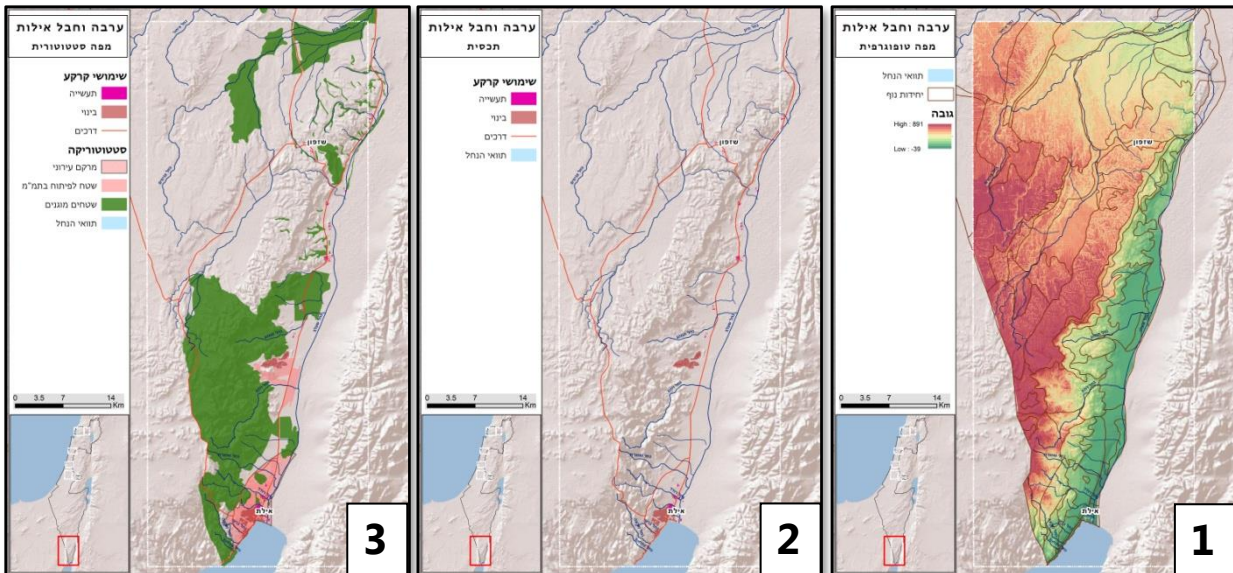 ערבה וחבל אילות
מפה טופוגרפית
תוואי הנחל
יחידות נוף
גובה
High : 891
Low : -39
0 3.5 7 14
Km
1
ערבה וחבל אילות
תכסית
שימושי קרקע
תעשייה
בינוי
דרכים
תוואי הנחל
שזפון
אילת
0 3.5 7 14
Km
2
ערבה וחבל אילות
מפה סטטוטורית
שימושי קרקע
תעשייה
בינוי
דרכים
סטטוטוריקה
מרקם עירוני
שטח לפיתוח בתמ"מ
שטחים מוגנים
תוואי הנחל
שזפון
אילת
0 3.5 7 14
Km
3